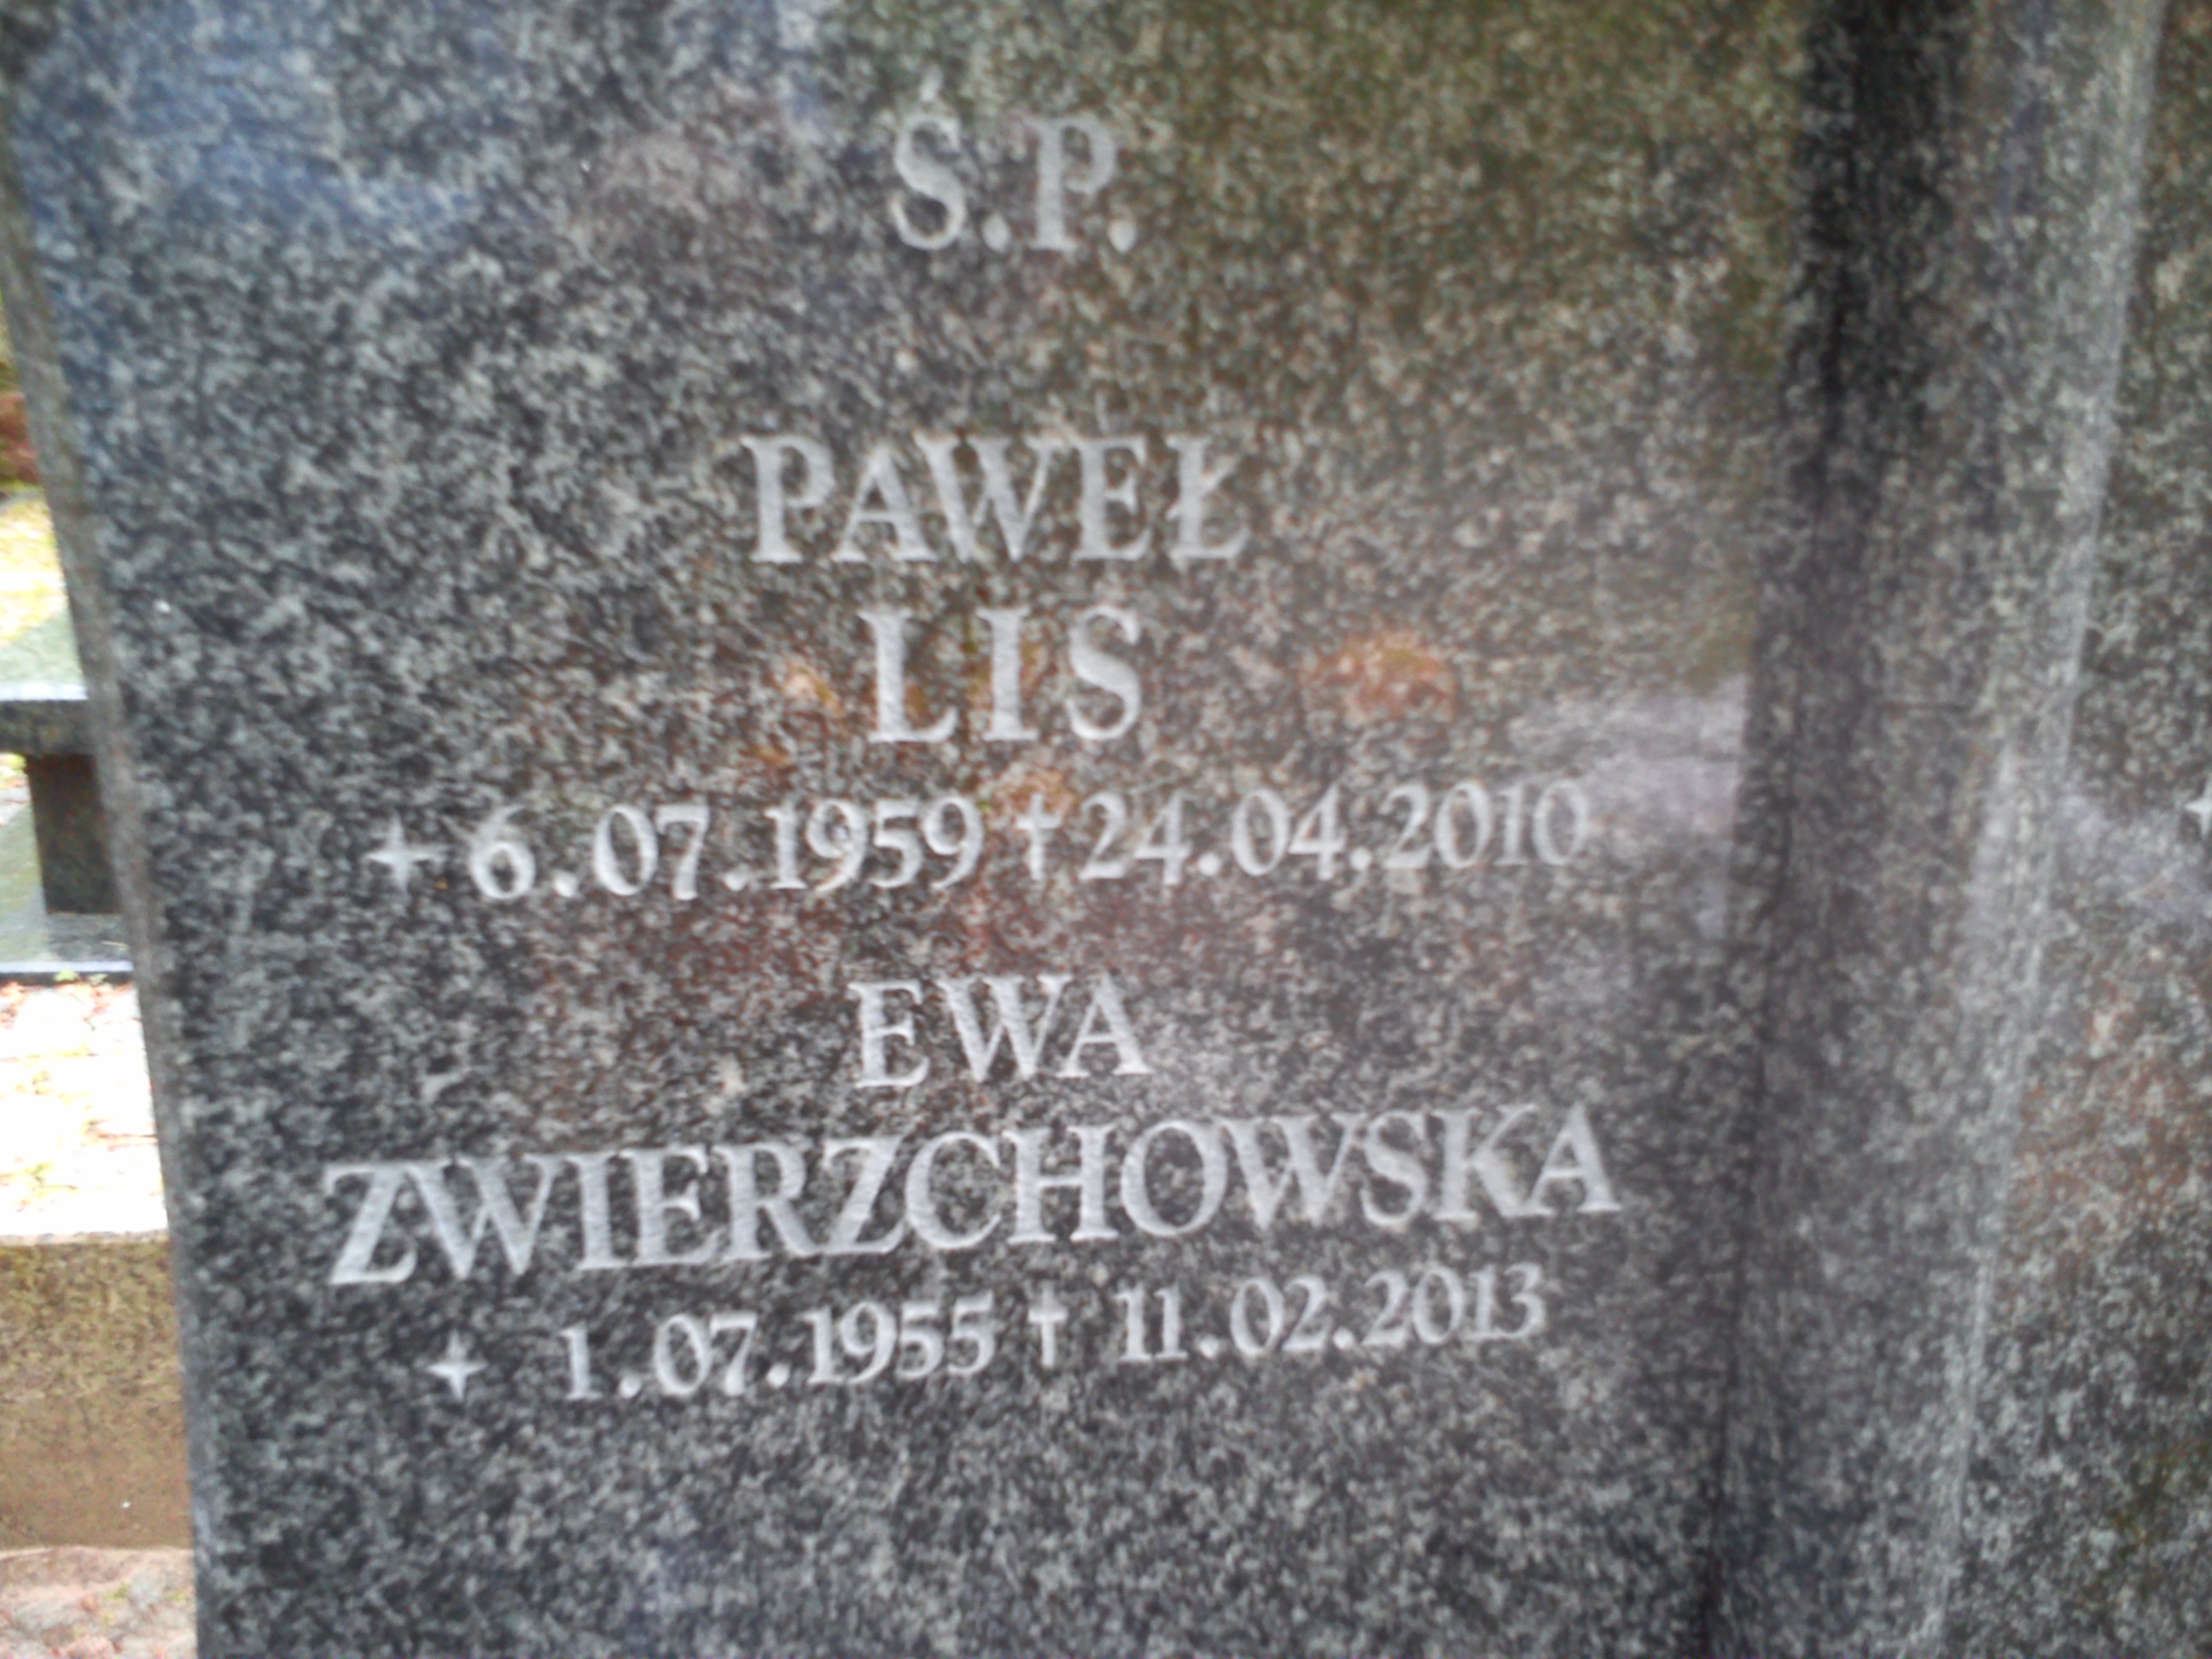 Ś.P.
PAWEŁ
LIS
✦ 6.07.1959 † 24.04.2010
EWA
ZWIERZCHOWSKA
✦ 1.07.1955 † 11.02.2013